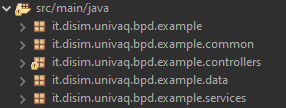 src/main/java
it.disim.univaq.bpd.example
it.disim.univaq.bpd.example.common
it.disim.univaq.bpd.example.controllers
it.disim.univaq.bpd.example.data
it.disim.univaq.bpd.example.services